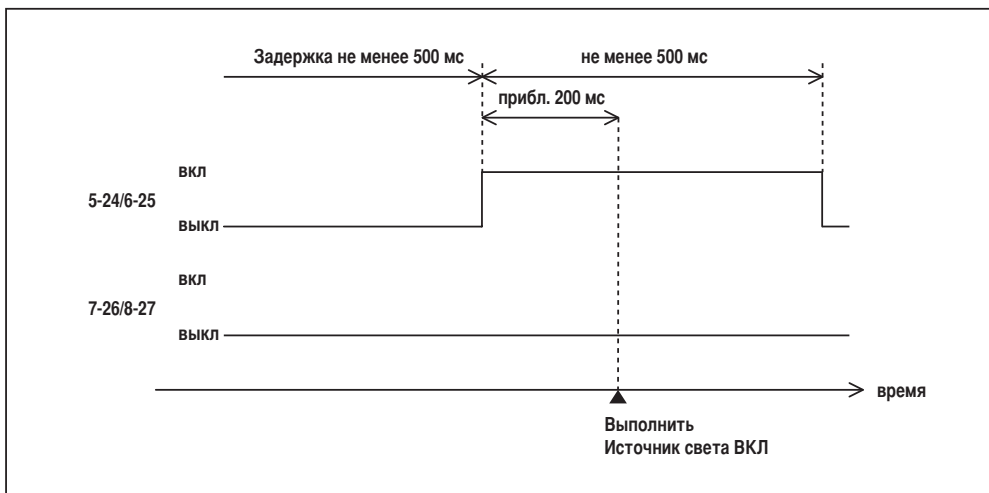 Задержка не менее 500 мс
не менее 500 мс
прибл. 200 мс
вкл
5-24/6-25
выкл
вкл
7-26/8-27
выкл
время
Выполнить
Источник света ВКЛ